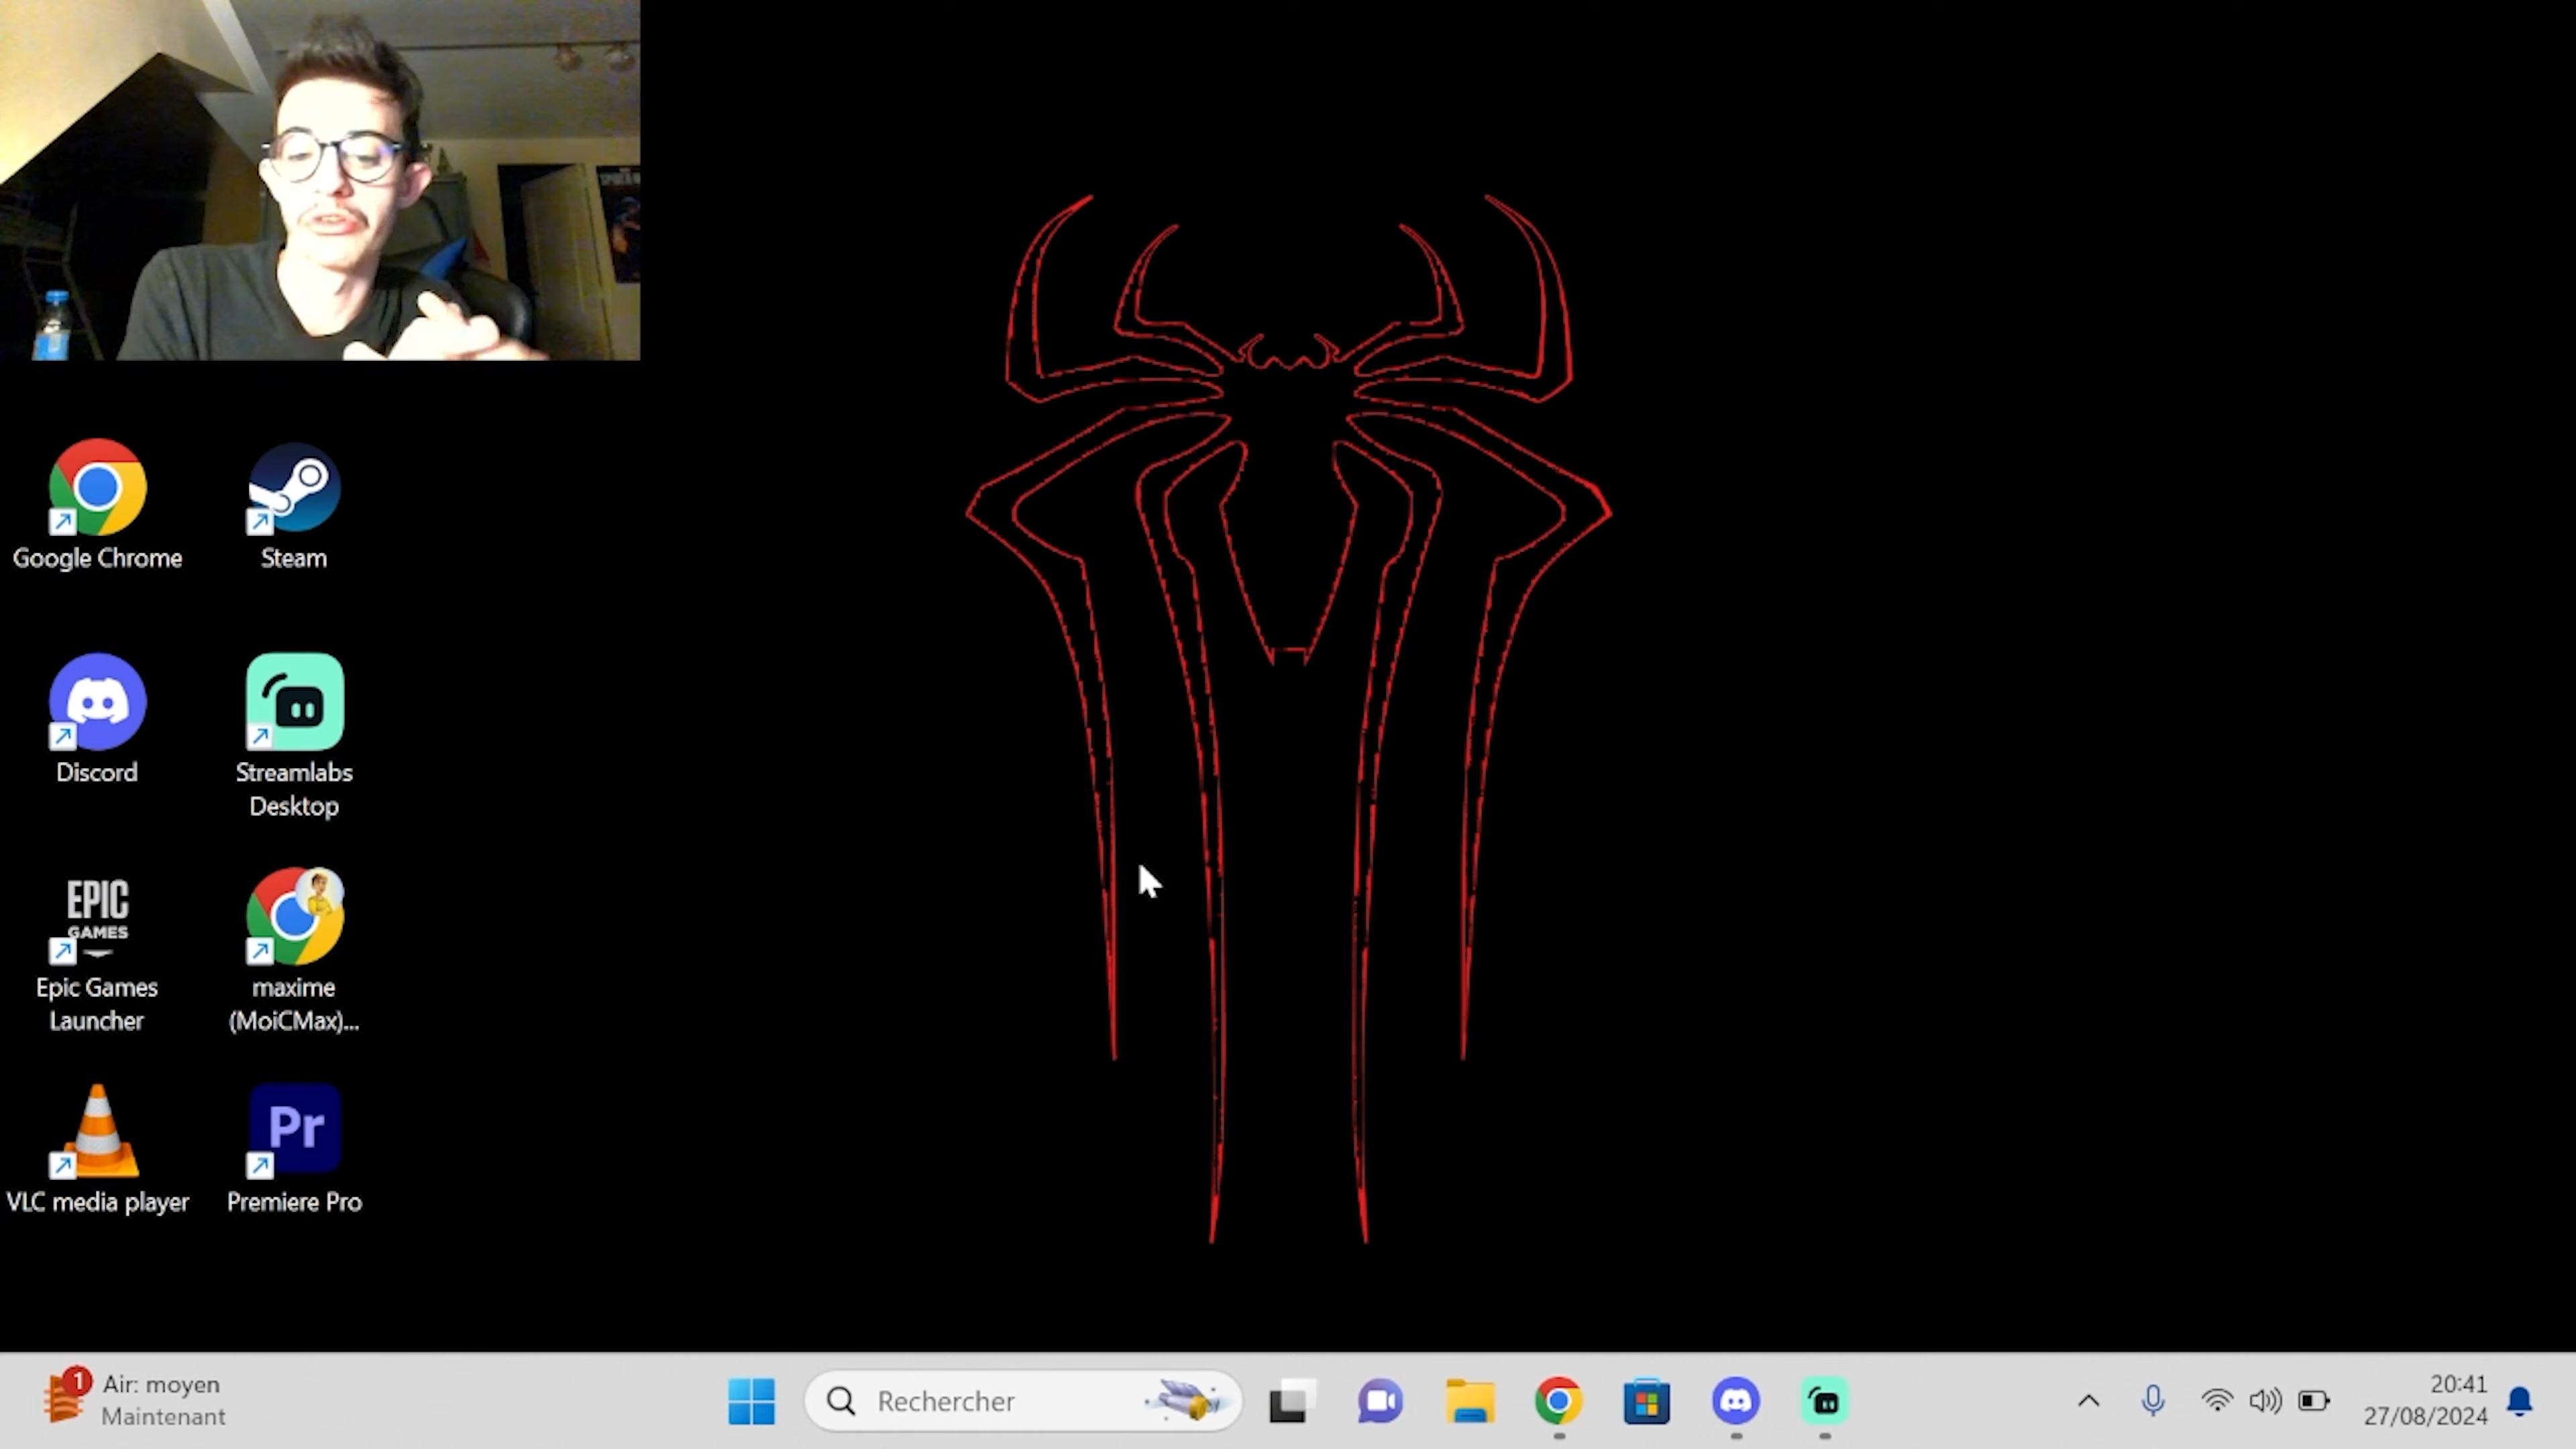 Google Chrome
Steam
Discord
Streamlabs
Desktop
EPIC
GAMES
Epic Games
Launcher
maxime
(MoiCMax)...
VLC media player
Pr
Premiere Pro
1
Air: moyen
Maintenant
Rechercher
20:41
27/08/2024